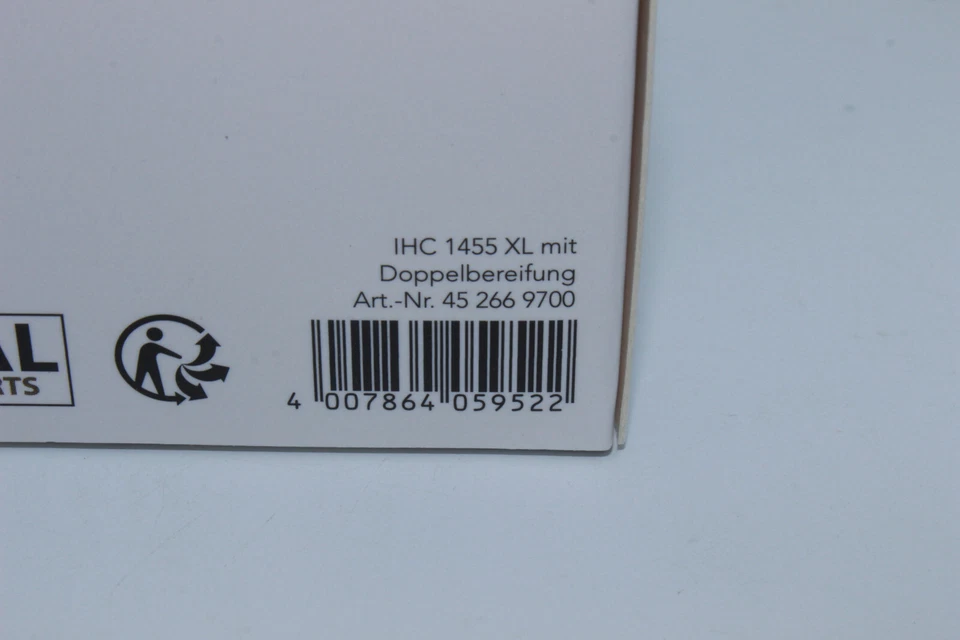 IHC 1455 XL mit
Doppelbereifung
Art.-Nr. 45 266 9700
4 007864 059522